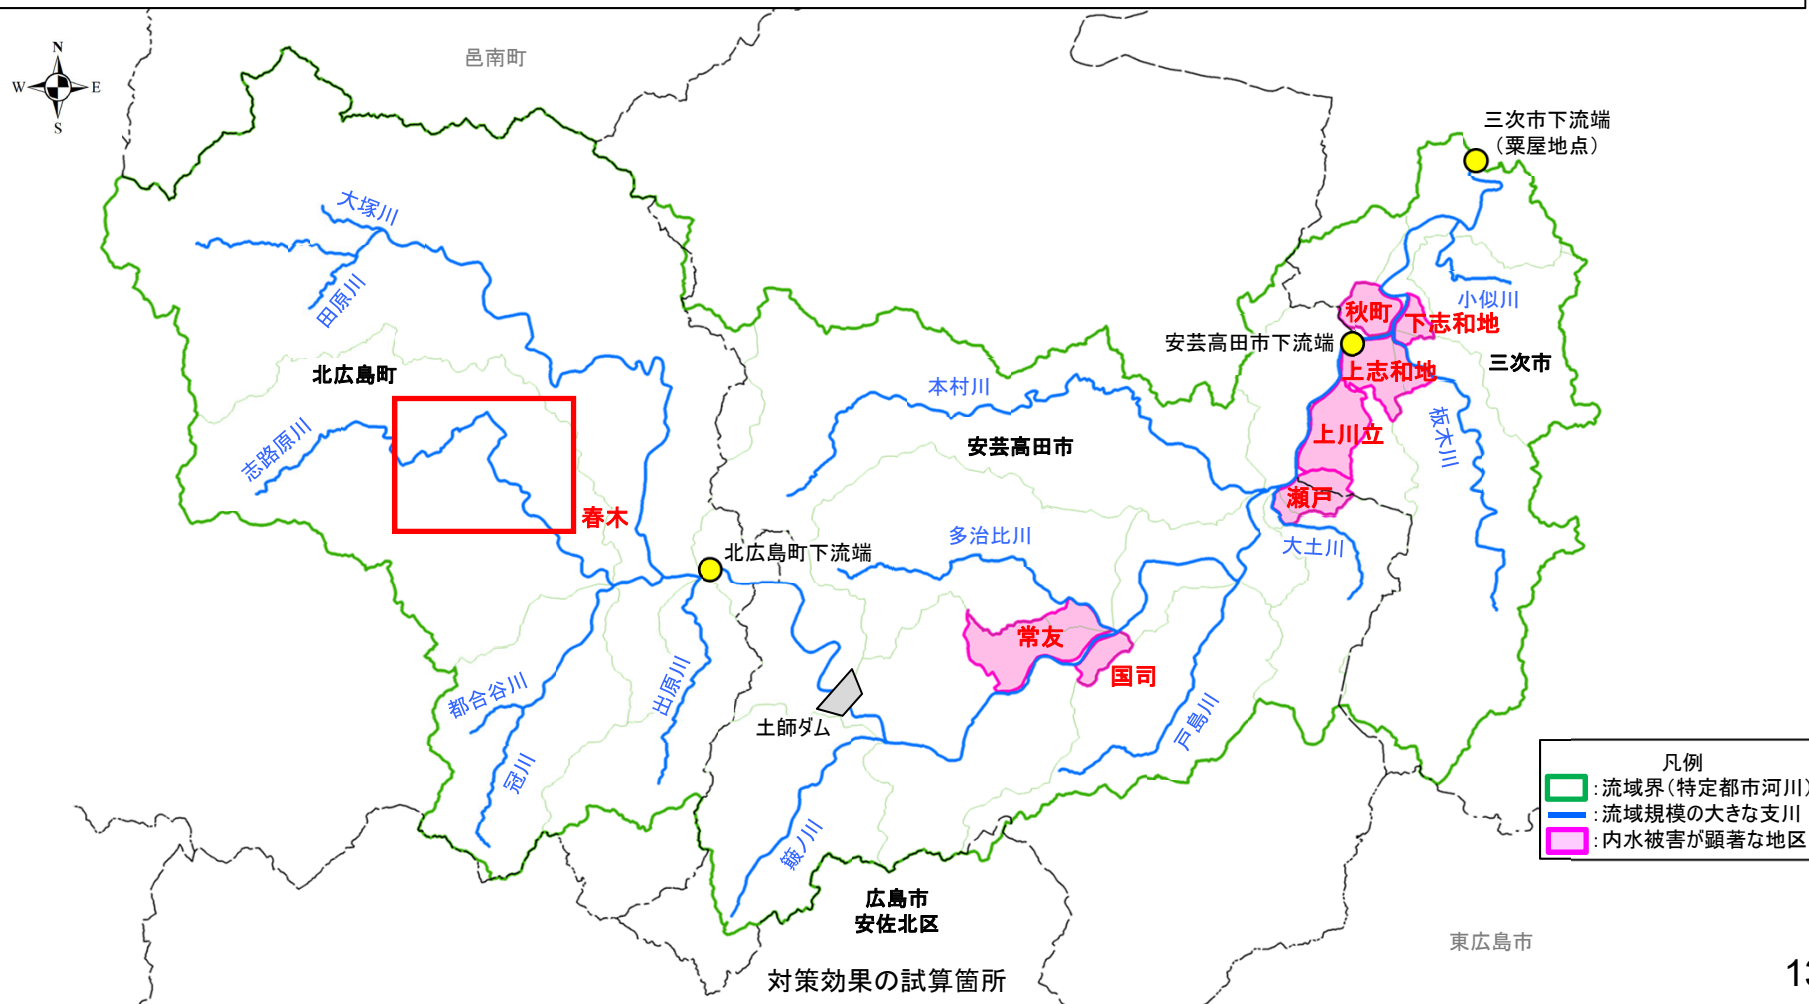 N
W
E
S
邑南町
三次市下流端
（粟屋地点）
大塚川
田原川
小似川
秋町
下志和地
安芸高田市下流端
三次市
上志和地
北広島町
本村川
板木川
志路原川
上川立
安芸高田市
瀬戸
春木
多治比川
大土川
北広島町下流端
常友
国司
出原川
都合谷川
戸島川
土師ダム
冠川
凡例
：流域界（特定都市河川）
：流域規模の大きな支川
：内水被害が顕著な地区
簸ノ川
広島市
安佐北区
東広島市
対策効果の試算箇所
13